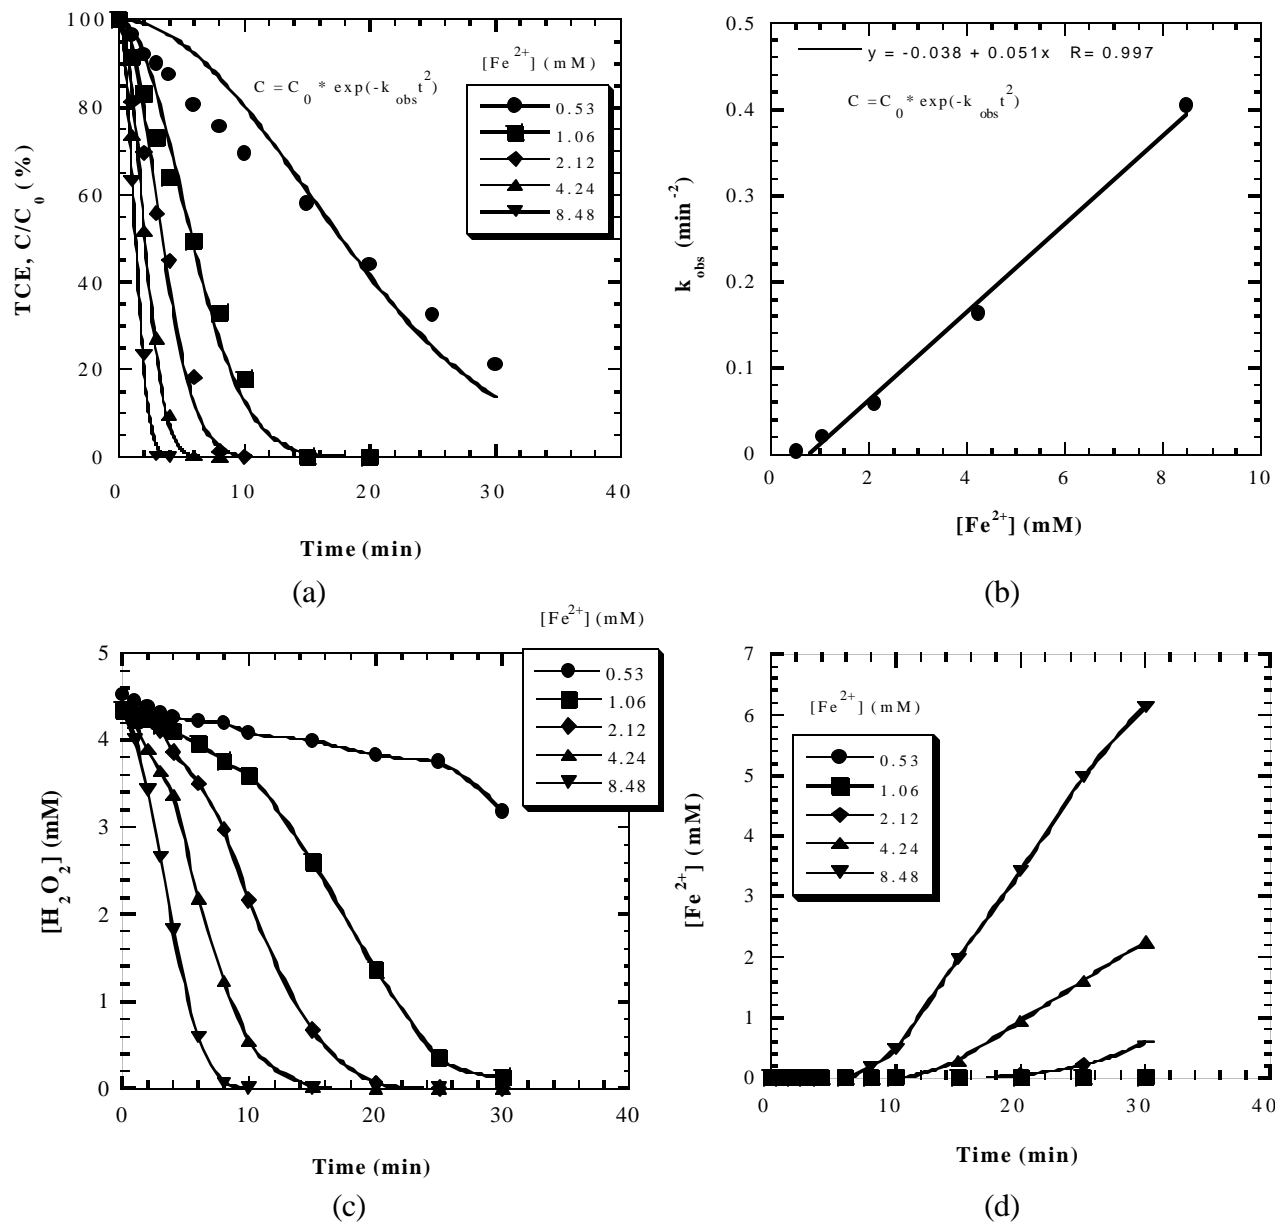 [Fe2+] (mM)
C = C0 * exp(-kobst2)
0.53
1.06
2.12
4.24
8.48
100
80
60
40
20
0
TCE, C/C0 (%)
0 10 20 30 40
Time (min)
(a)
y = -0.038 + 0.051x R= 0.997
C = C0 * exp(-kobst2)
0.5
0.4
0.3
0.2
0.1
0
kobs (min-2)
0 2 4 6 8 10
[Fe2+] (mM)
(b)
[Fe2+] (mM)
0.53
1.06
2.12
4.24
8.48
5
4
3
2
1
0
[H2O2] (mM)
0 10 20 30 40
Time (min)
(c)
[Fe2+] (mM)
0.53
1.06
2.12
4.24
8.48
7
6
5
4
3
2
1
0
[Fe2+] (mM)
0 10 20 30 40
Time (min)
(d)